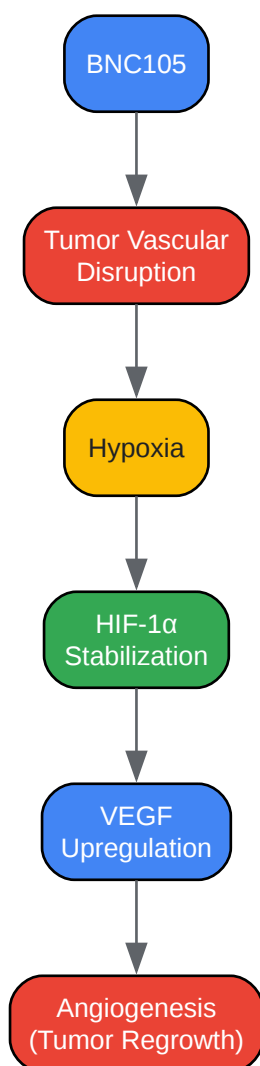 BNC105
Tumor Vascular
Disruption
Hypoxia
HIF-1α
Stabilization
VEGF
Upregulation
Angiogenesis
(Tumor Regrowth)